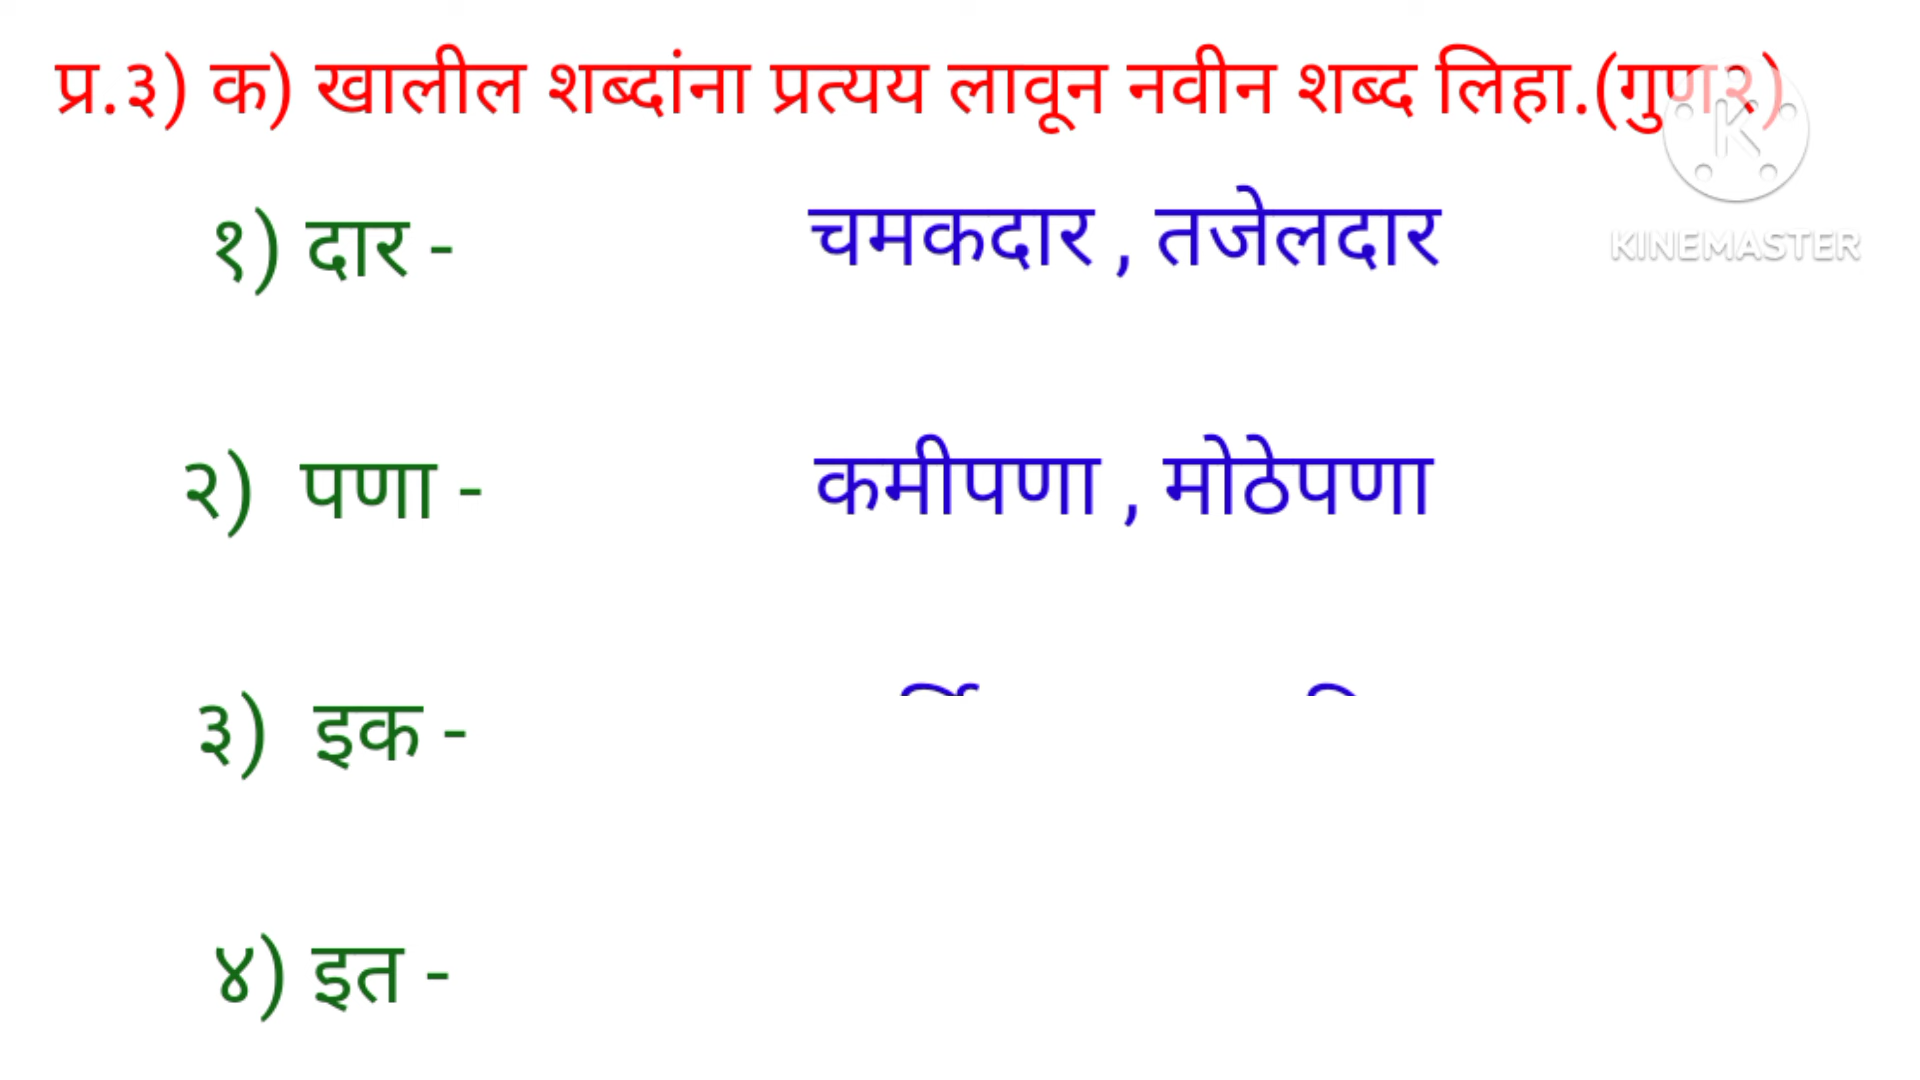 प्र.३) क) खालील शब्दांना प्रत्यय लावून नवीन शब्द लिहा.(गुण२)
K
KINEMASTER
१) दार - चमकदार , तजेलदार
२) पणा - कमीपणा , मोठेपणा
३) इक -
४) इत -